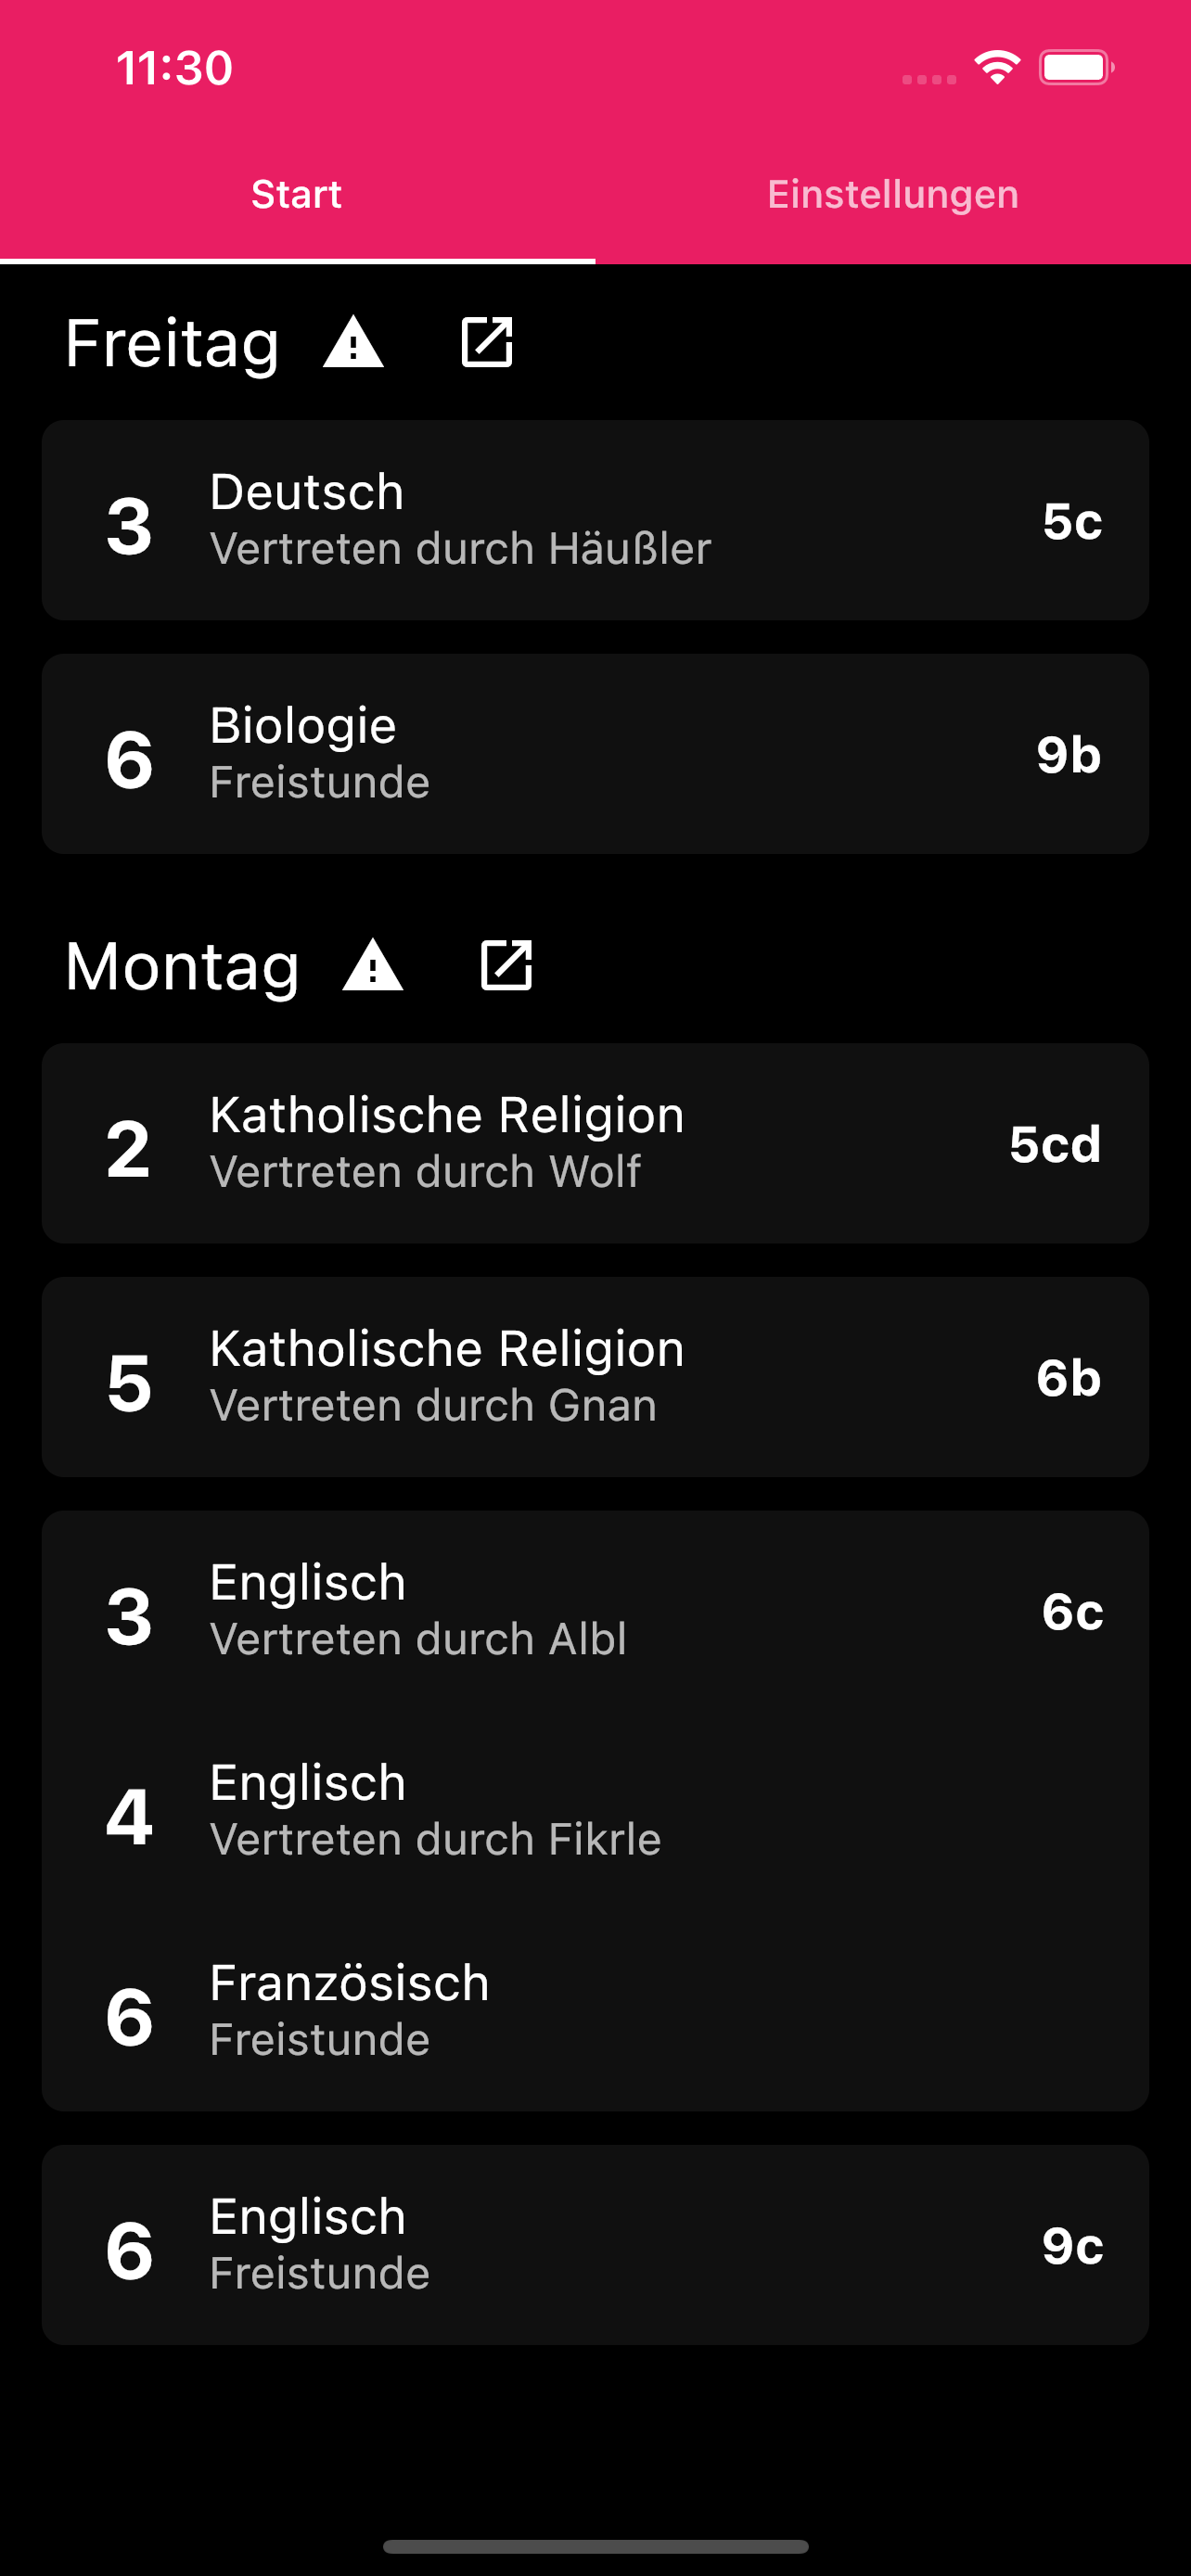 11:30
Start
Einstellungen
Freitag
3
Deutsch
Vertreten durch Häußler
5c
6
Biologie
Freistunde
9b
Montag
2
Katholische Religion
Vertreten durch Wolf
5cd
5
Katholische Religion
Vertreten durch Gnan
6b
3
Englisch
Vertreten durch Albl
6c
4
Englisch
Vertreten durch Fikrle
6
Französisch
Freistunde
6
Englisch
Freistunde
9c